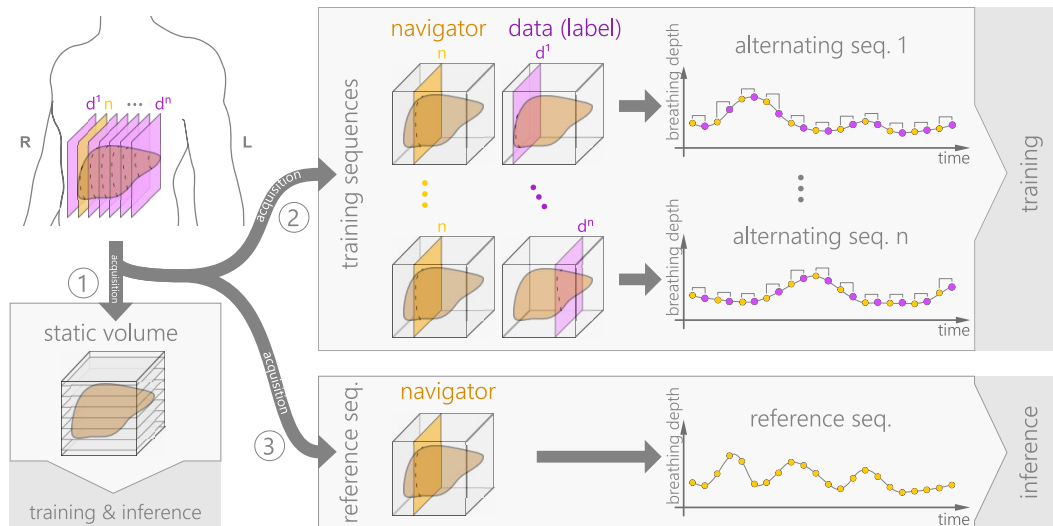 R
L
d¹
n
...
dⁿ
acquisition
1
acquisition
2
acquisition
3
static volume
training & inference
training sequences
navigator
data (label)
n
d¹
n
dⁿ
alternating seq. 1
breathing depth
time
alternating seq. n
breathing depth
time
training
reference seq.
navigator
reference seq.
breathing depth
time
inference